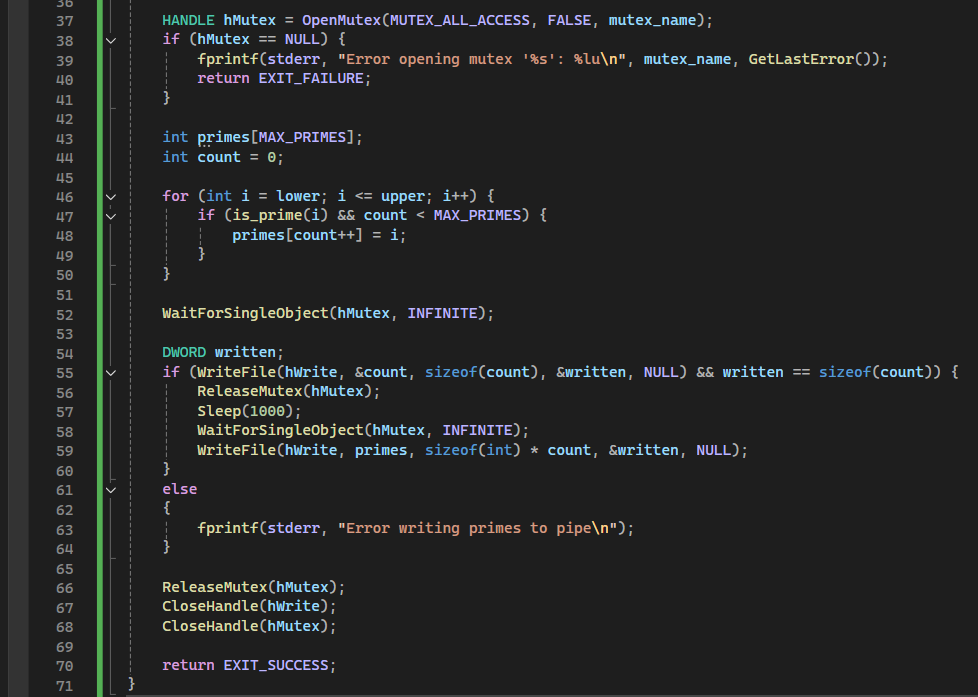 36
37 HANDLE hMutex = OpenMutex(MUTEX_ALL_ACCESS, FALSE, mutex_name);
38 if (hMutex == NULL) {
39 fprintf(stderr, "Error opening mutex '%s': %lu\n", mutex_name, GetLastError());
40 return EXIT_FAILURE;
41 }
42
43 int primes[MAX_PRIMES];
44 int count = 0;
45
46 for (int i = lower; i <= upper; i++) {
47 if (is_prime(i) && count < MAX_PRIMES) {
48 primes[count++] = i;
49 }
50 }
51
52 WaitForSingleObject(hMutex, INFINITE);
53
54 DWORD written;
55 if (WriteFile(hWrite, &count, sizeof(count), &written, NULL) && written == sizeof(count)) {
56 ReleaseMutex(hMutex);
57 Sleep(1000);
58 WaitForSingleObject(hMutex, INFINITE);
59 WriteFile(hWrite, primes, sizeof(int) * count, &written, NULL);
60 }
61 else
62 {
63 fprintf(stderr, "Error writing primes to pipe\n");
64 }
65
66 ReleaseMutex(hMutex);
67 CloseHandle(hWrite);
68 CloseHandle(hMutex);
69
70 return EXIT_SUCCESS;
71 }